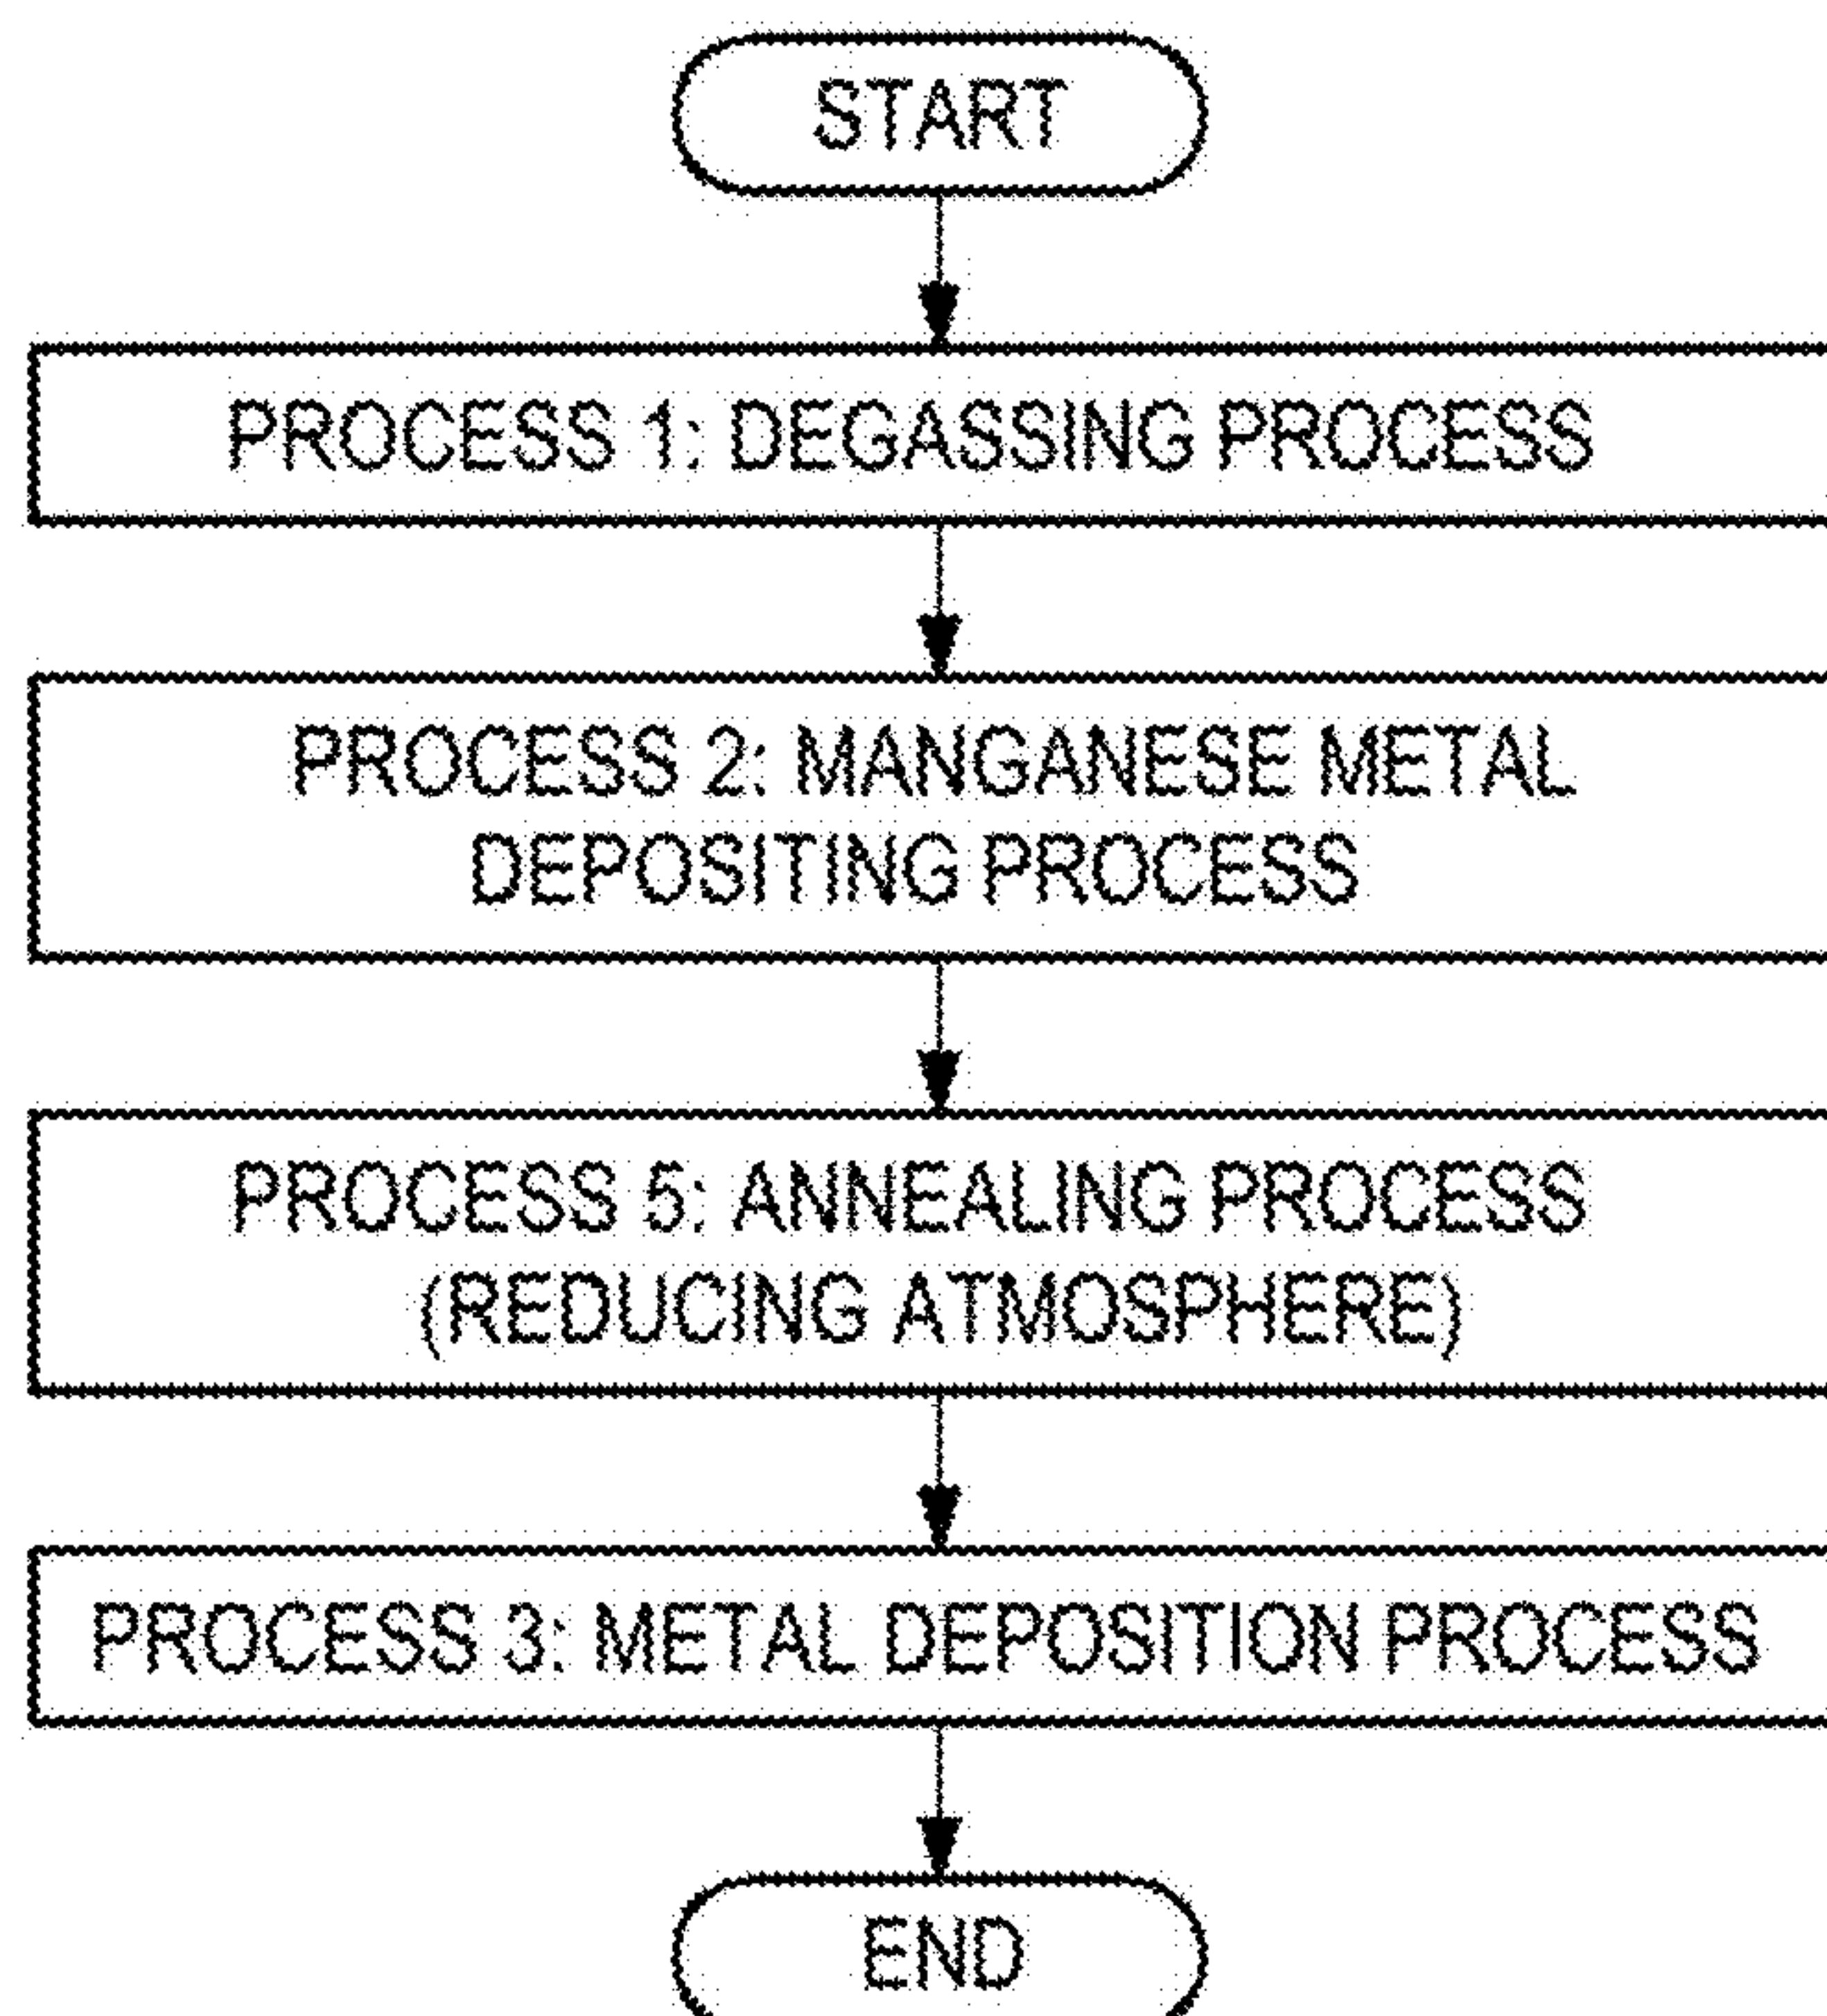 START
PROCESS 1: DEGASSING PROCESS
PROCESS 2: MANGANESE METAL
DEPOSITING PROCESS
PROCESS 5: ANNEALING PROCESS
(REDUCING ATMOSPHERE)
PROCESS 3: METAL DEPOSITION PROCESS
END